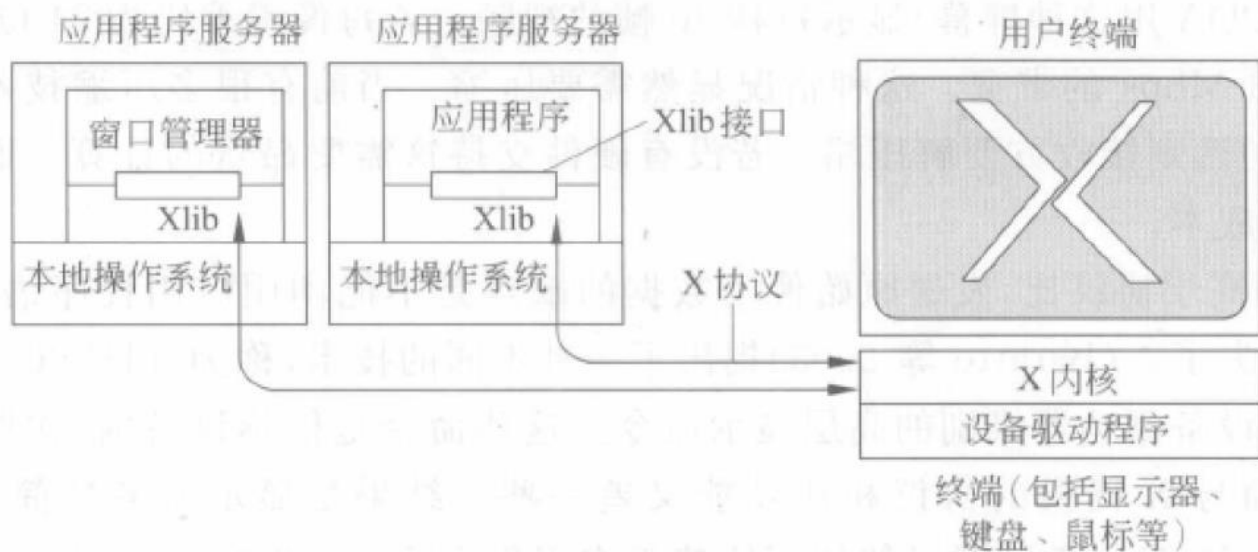 应用程序服务器
应用程序服务器
用户终端
窗口管理器
应用程序
Xlib接口
Xlib
Xlib
本地操作系统
本地操作系统
X 协议
X 内核
设备驱动程序
终端(包括显示器、
键盘、鼠标等)